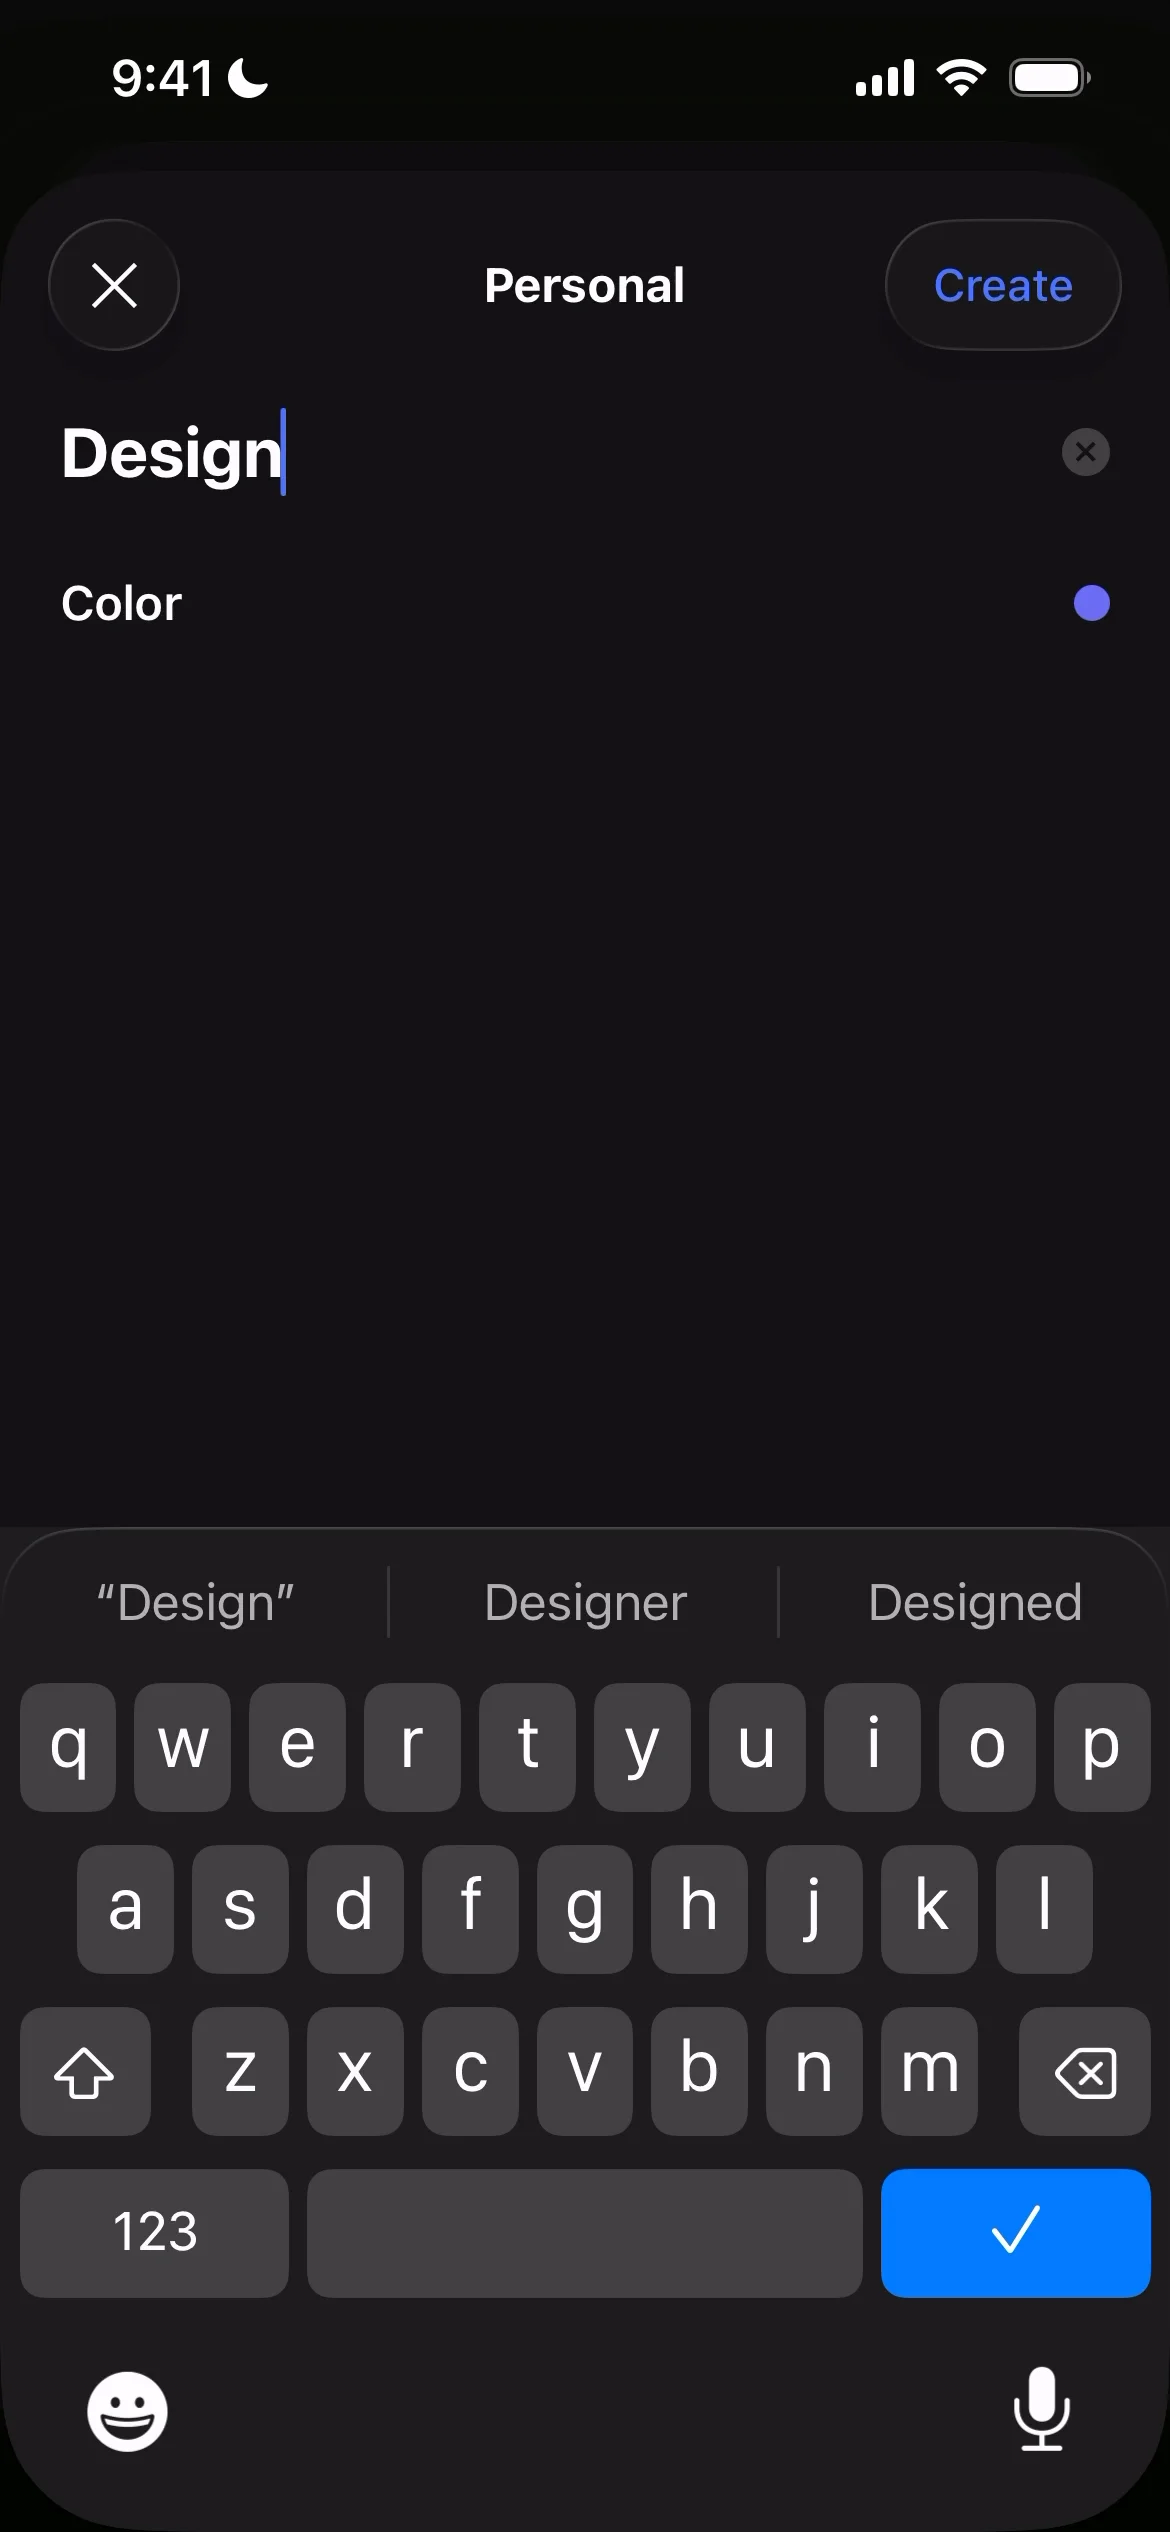 9:41
Personal
Create
Design
Color
“Design”
Designer
Designed
q w e r t y u i o p
a s d f g h j k l
z x c v b n m
123